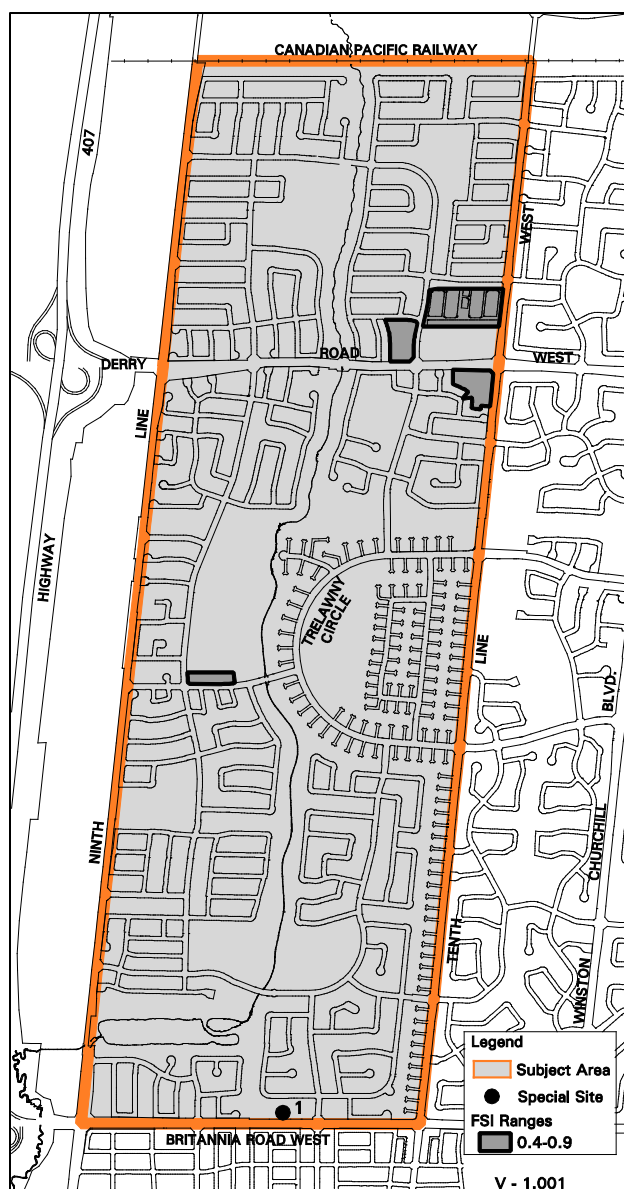 CANADIAN PACIFIC RAILWAY
407
WEST
DERRY
ROAD
WEST
LINE
HIGHWAY
TRELAWNY
CIRCLE
LINE
BLVD.
NINTH
CHURCHILL
TENTH
WINSTON
Legend
Subject Area
Special Site
FSI Ranges
0.4-0.9
1
BRITANNIA ROAD WEST
V - 1.001